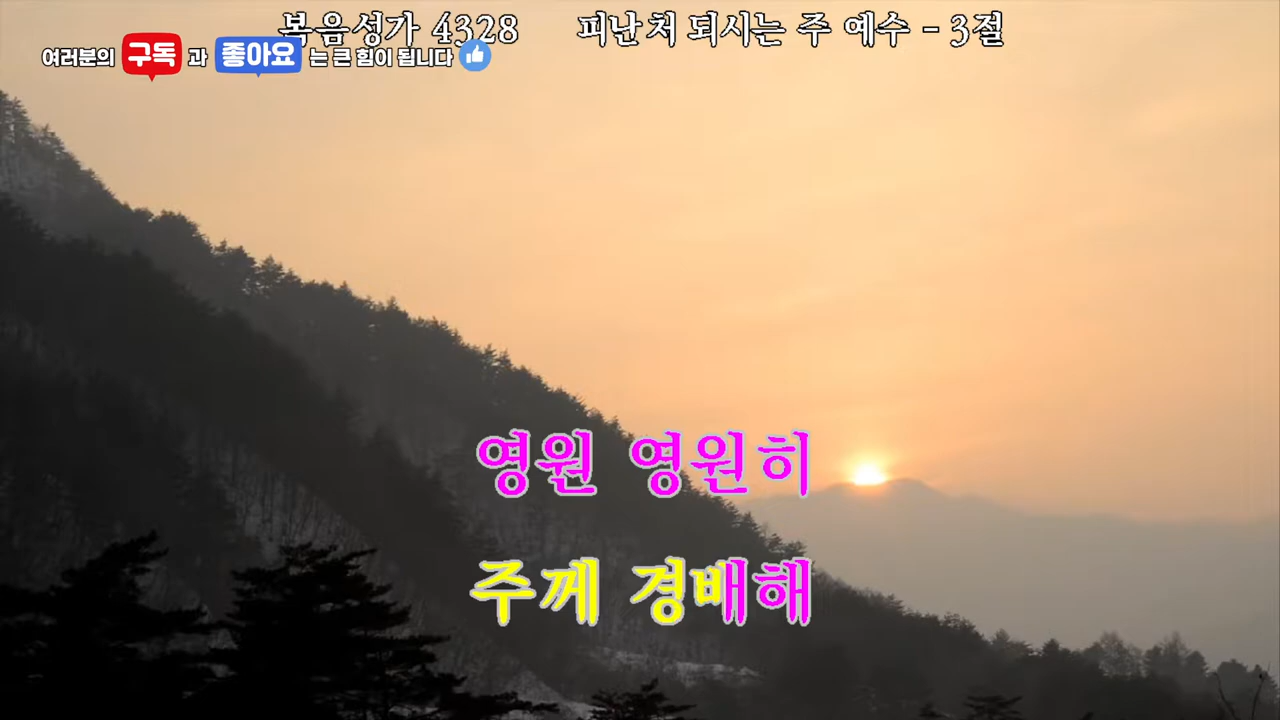 복음성가 4328 피난처 되시는 주 예수 - 3절
여러분의 구독 과 좋아요 는 큰 힘이 됩니다
영원 영원히
주께 경배해